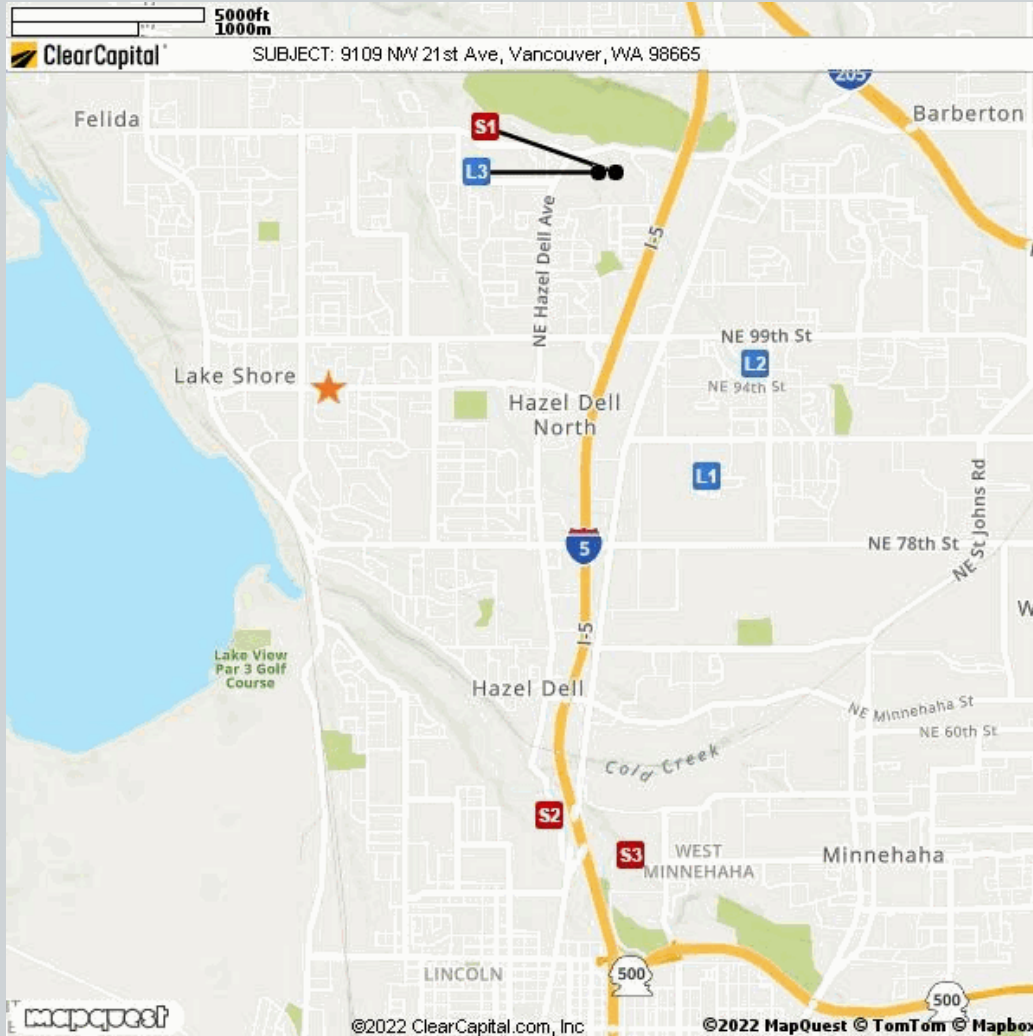 5000ft
1000m
ClearCapital
SUBJECT: 9109 NW 21st Ave, Vancouver, WA 98665
205
Felida
S1
Barberton
L3
NE Hazel Dell Ave
I-5
NE 99th St
L2
Lake Shore
NE 94th St
Hazel Dell
North
L1
NE St Johns Rd
5
NE 78th St
I-5
W
Lake View
Par 3 Golf
Course
Hazel Dell
NE Minnehaha St
NE 60th St
Cold Creek
S2
S3
WEST
MINNEHAHA
Minnehaha
LINCOLN
500
500
mapquest
©2022 ClearCapital.com, Inc
©2022 MapQuest © TomTom © Mapbo